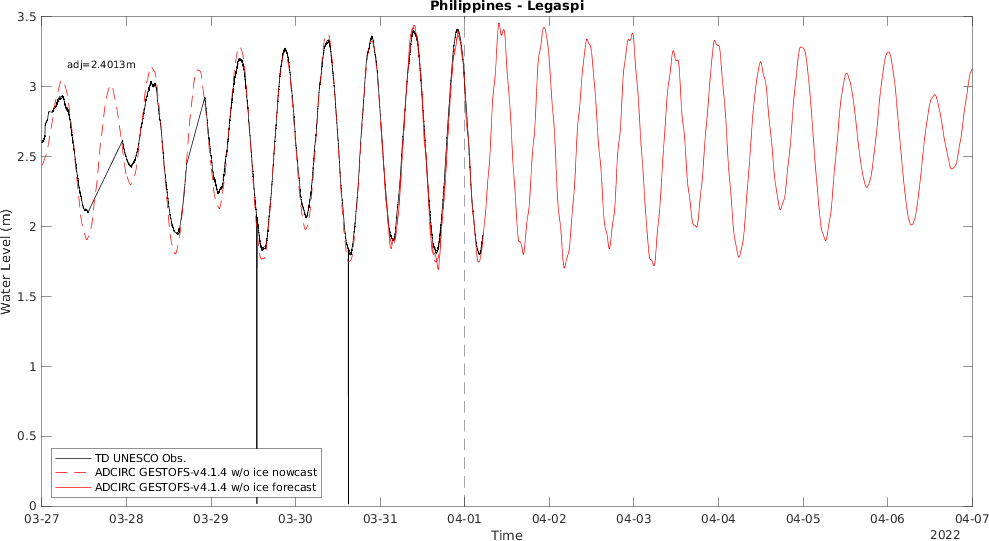 Philippines - Legaspi
3.5
adj=2.4013m
3
2.5
2
1.5
1
0.5
0
Water Level (m)
TD UNESCO Obs.
ADCIRC GESTOFS-v4.1.4 w/o ice nowcast
ADCIRC GESTOFS-v4.1.4 w/o ice forecast
03-27 03-28 03-29 03-30 03-31 04-01 04-02 04-03 04-04 04-05 04-06 04-07
Time
2022